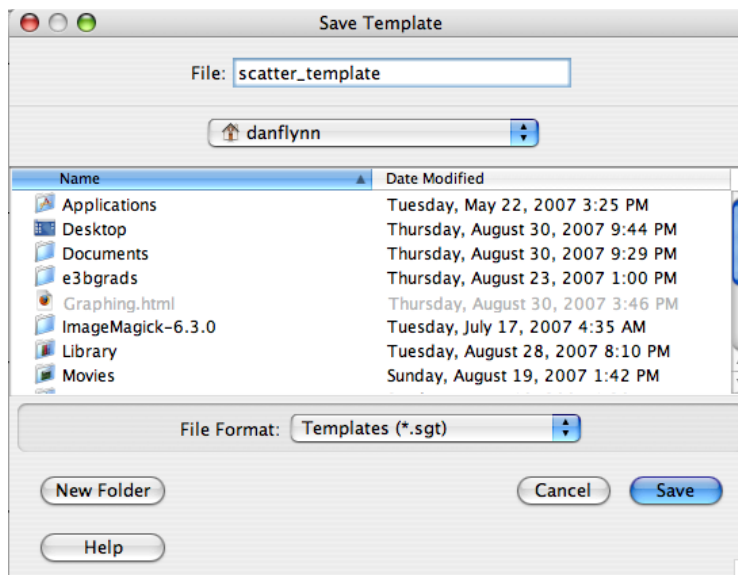 Save Template
File: scatter_template
danflynn
Name Date Modified
Applications Tuesday, May 22, 2007 3:25 PM
Desktop Thursday, August 30, 2007 9:44 PM
Documents Thursday, August 30, 2007 9:29 PM
e3bgrads Thursday, August 23, 2007 1:00 PM
Graphing.html Thursday, August 30, 2007 3:46 PM
ImageMagick-6.3.0 Tuesday, July 17, 2007 4:35 AM
Library Tuesday, August 28, 2007 8:10 PM
Movies Sunday, August 19, 2007 1:42 PM
File Format: Templates (*.sgt)
New Folder Cancel Save
Help